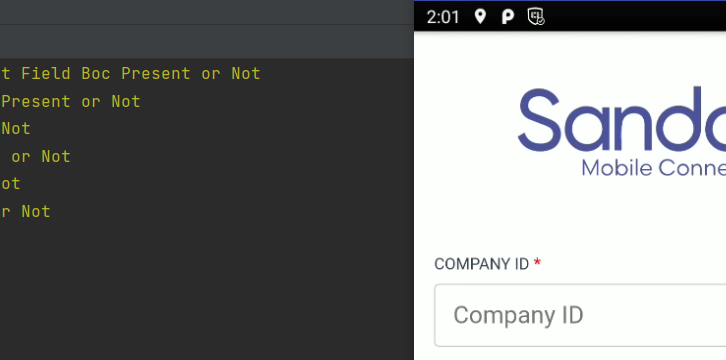 t Field Boc Present or Not
Present or Not
Not
or Not
ot
r Not
2:01
Sando
Mobile Conne
COMPANY ID *
Company ID